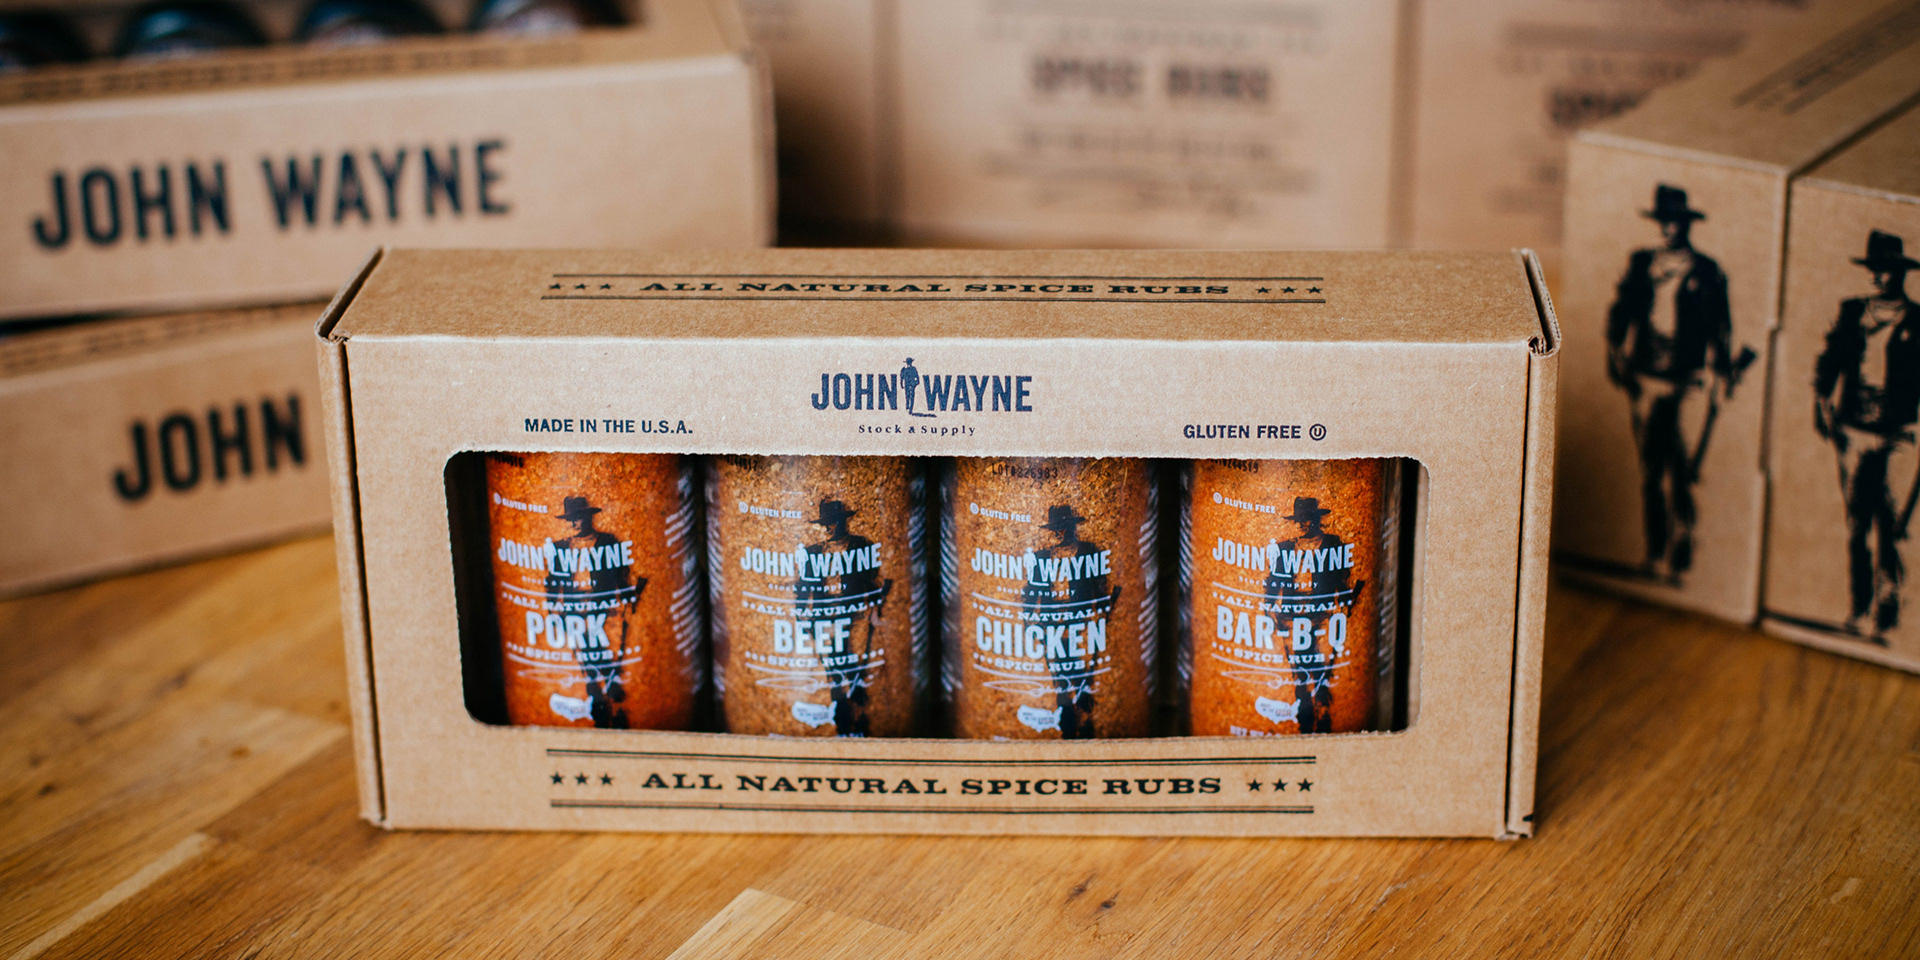 JOHN WAYNE
SPICE RUBS
JOHN
★★★ ALL NATURAL SPICE RUBS ★★★
JOHN WAYNE
Stock & Supply
MADE IN THE U.S.A.
GLUTEN FREE Ⓤ
GLUTEN FREE
JOHN WAYNE
Stock & Supply
ALL NATURAL
PORK
SPICE RUB
GLUTEN FREE
JOHN WAYNE
Stock & Supply
ALL NATURAL
BEEF
SPICE RUB
GLUTEN FREE
JOHN WAYNE
Stock & Supply
ALL NATURAL
CHICKEN
SPICE RUB
GLUTEN FREE
JOHN WAYNE
Stock & Supply
ALL NATURAL
BAR-B-Q
SPICE RUB
★★★ ALL NATURAL SPICE RUBS ★★★